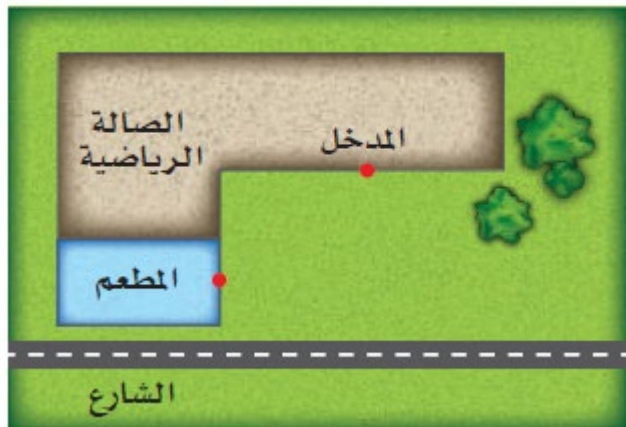 الصالة
الرياضية
المدخل
المطعم
الشارع